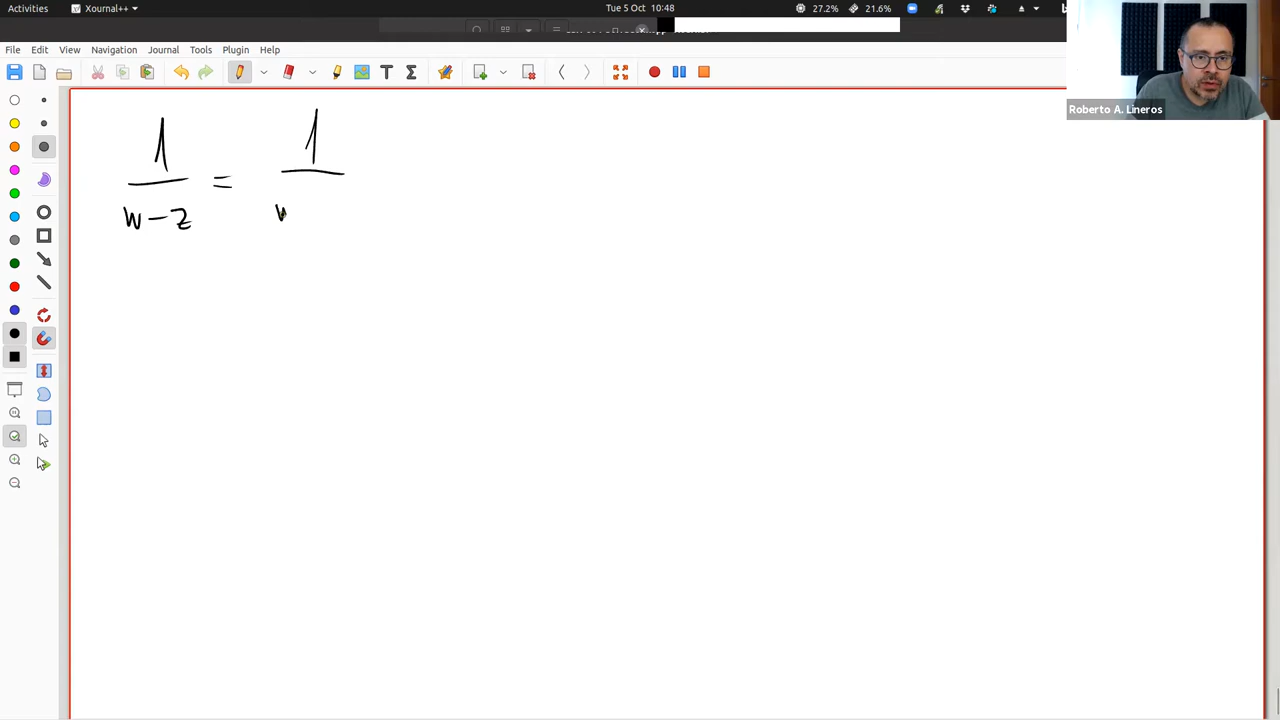 Activities
Xournal++
Tue 5 Oct 10:48
27.2%
21.6%
File Edit View Navigation Journal Tools Plugin Help
Roberto A. Lineros
1 1
=
w-z w